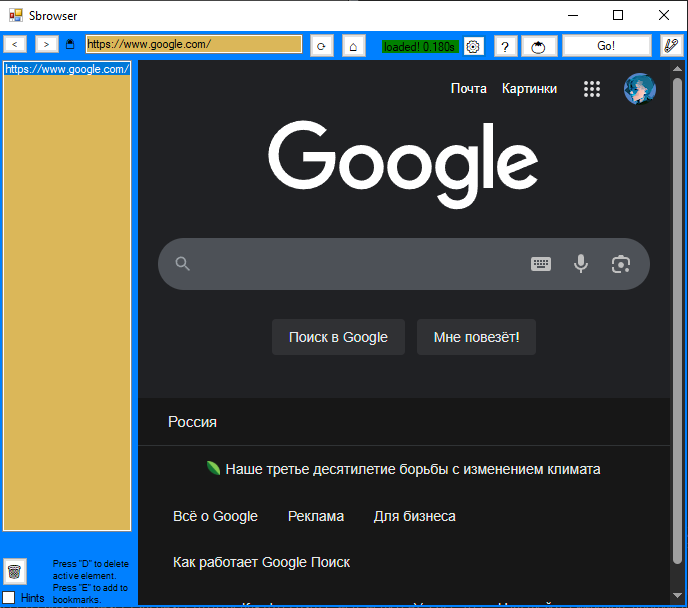 Sbrowser
< > https://www.google.com/ loaded! 0.180s ? Go!
https://www.google.com/
Почта Картинки
Google
Поиск в Google Мне повезёт!
Россия
Наше третье десятилетие борьбы с изменением климата
Всё о Google Реклама Для бизнеса
Как работает Google Поиск
Press "D" to delete
active element.
Press "E" to add to
bookmarks.
Hints